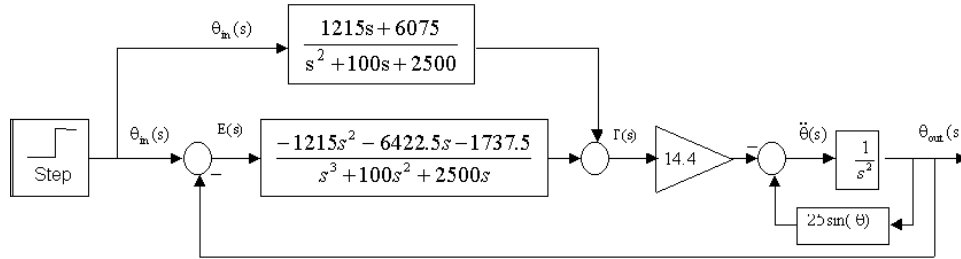 θin(s)
1215s + 6075
s² + 100s + 2500
θin(s)
E(s)
−1215s² − 6422.5s − 1737.5
s³ + 100s² + 2500s
Γ(s)
14.4
−
θ̈(s)
1
s²
θout(s
Step
−
25sin( θ)